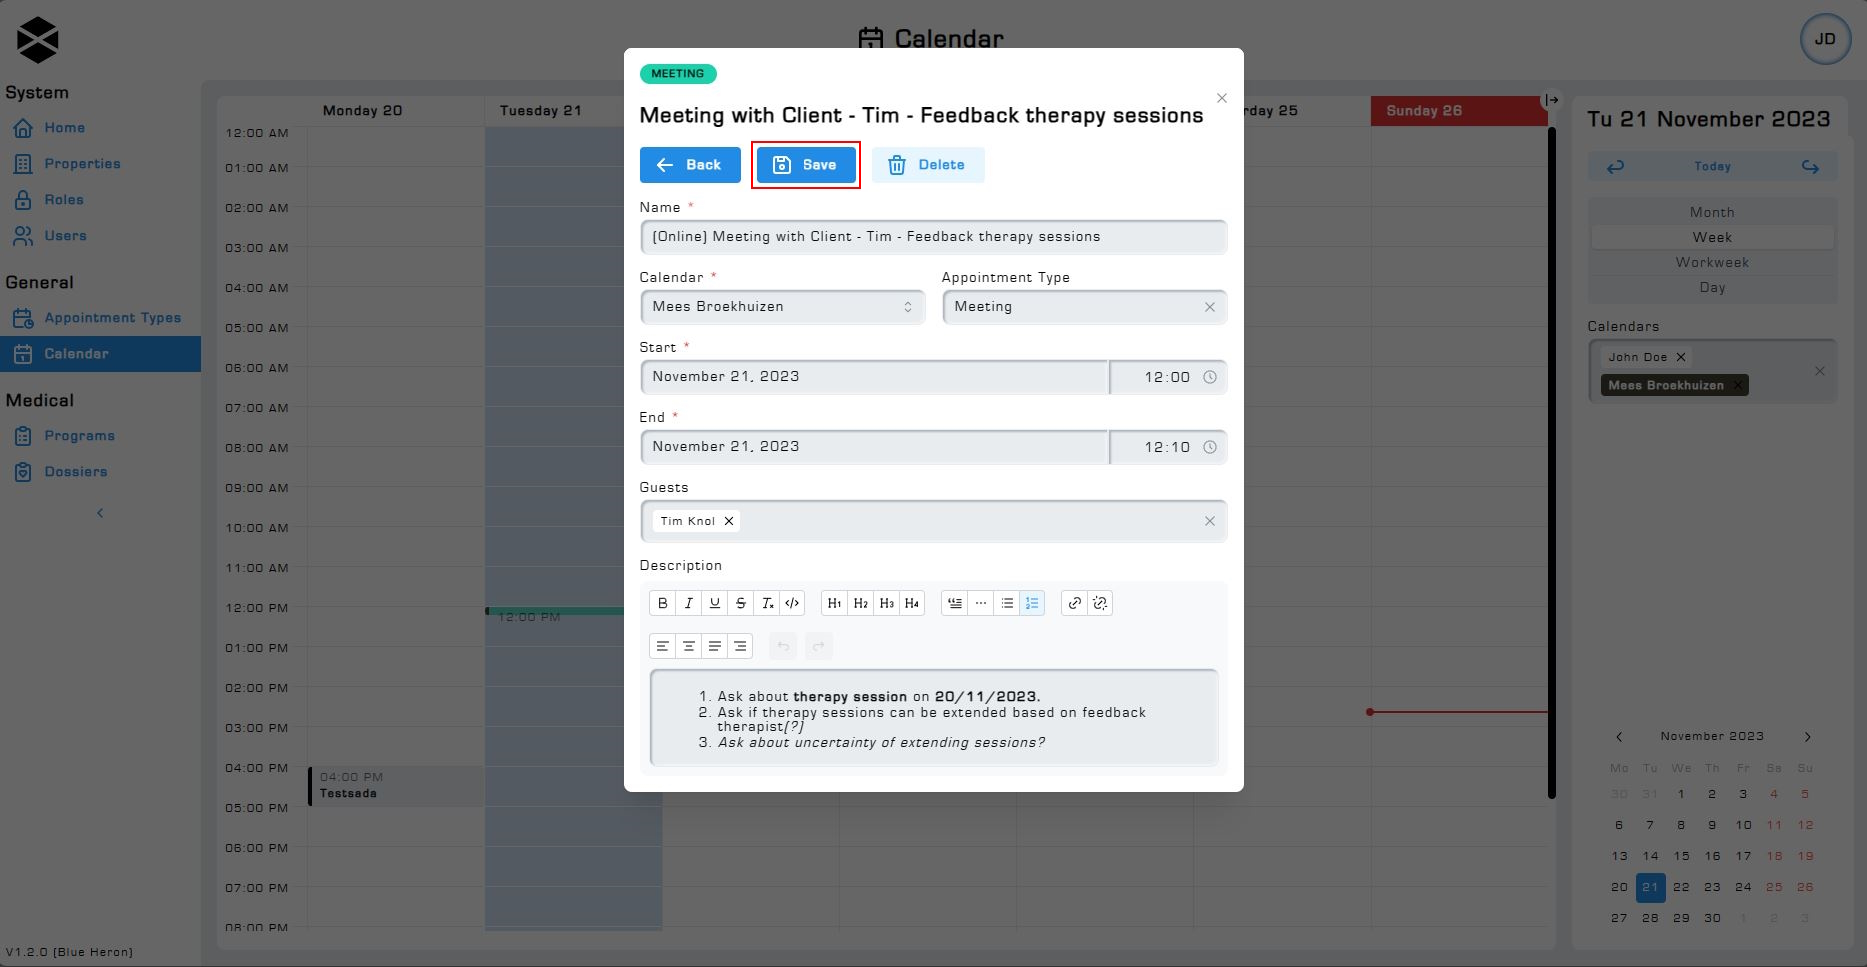 Calendar
JD
System
Home
Properties
Roles
Users
General
Appointment Types
Calendar
Medical
Programs
Dossiers
V1.2.0 (Blue Heron)
Monday 20
Tuesday 21
rday 25
Sunday 26
12:00 AM
01:00 AM
02:00 AM
03:00 AM
04:00 AM
05:00 AM
06:00 AM
07:00 AM
08:00 AM
09:00 AM
10:00 AM
11:00 AM
12:00 PM
01:00 PM
02:00 PM
03:00 PM
04:00 PM
05:00 PM
06:00 PM
07:00 PM
08:00 PM
12:00 PM
04:00 PM
Testsada
MEETING
Meeting with Client - Tim - Feedback therapy sessions
Back
Save
Delete
Name *
(Online) Meeting with Client - Tim - Feedback therapy sessions
Calendar * Appointment Type
Mees Broekhuizen Meeting
Start *
November 21, 2023 12:00
End *
November 21, 2023 12:10
Guests
Tim Knol
Description
B I U S Tx </> H1 H2 H3 H4
1. Ask about therapy session on 20/11/2023.
2. Ask if therapy sessions can be extended based on feedback
therapist(?)
3. Ask about uncertainty of extending sessions?
Tu 21 November 2023
Today
Month
Week
Workweek
Day
Calendars
John Doe
Mees Broekhuizen
November 2023
Mo Tu We Th Fr Sa Su
30 31 1 2 3 4 5
6 7 8 9 10 11 12
13 14 15 16 17 18 19
20 21 22 23 24 25 26
27 28 29 30 1 2 3